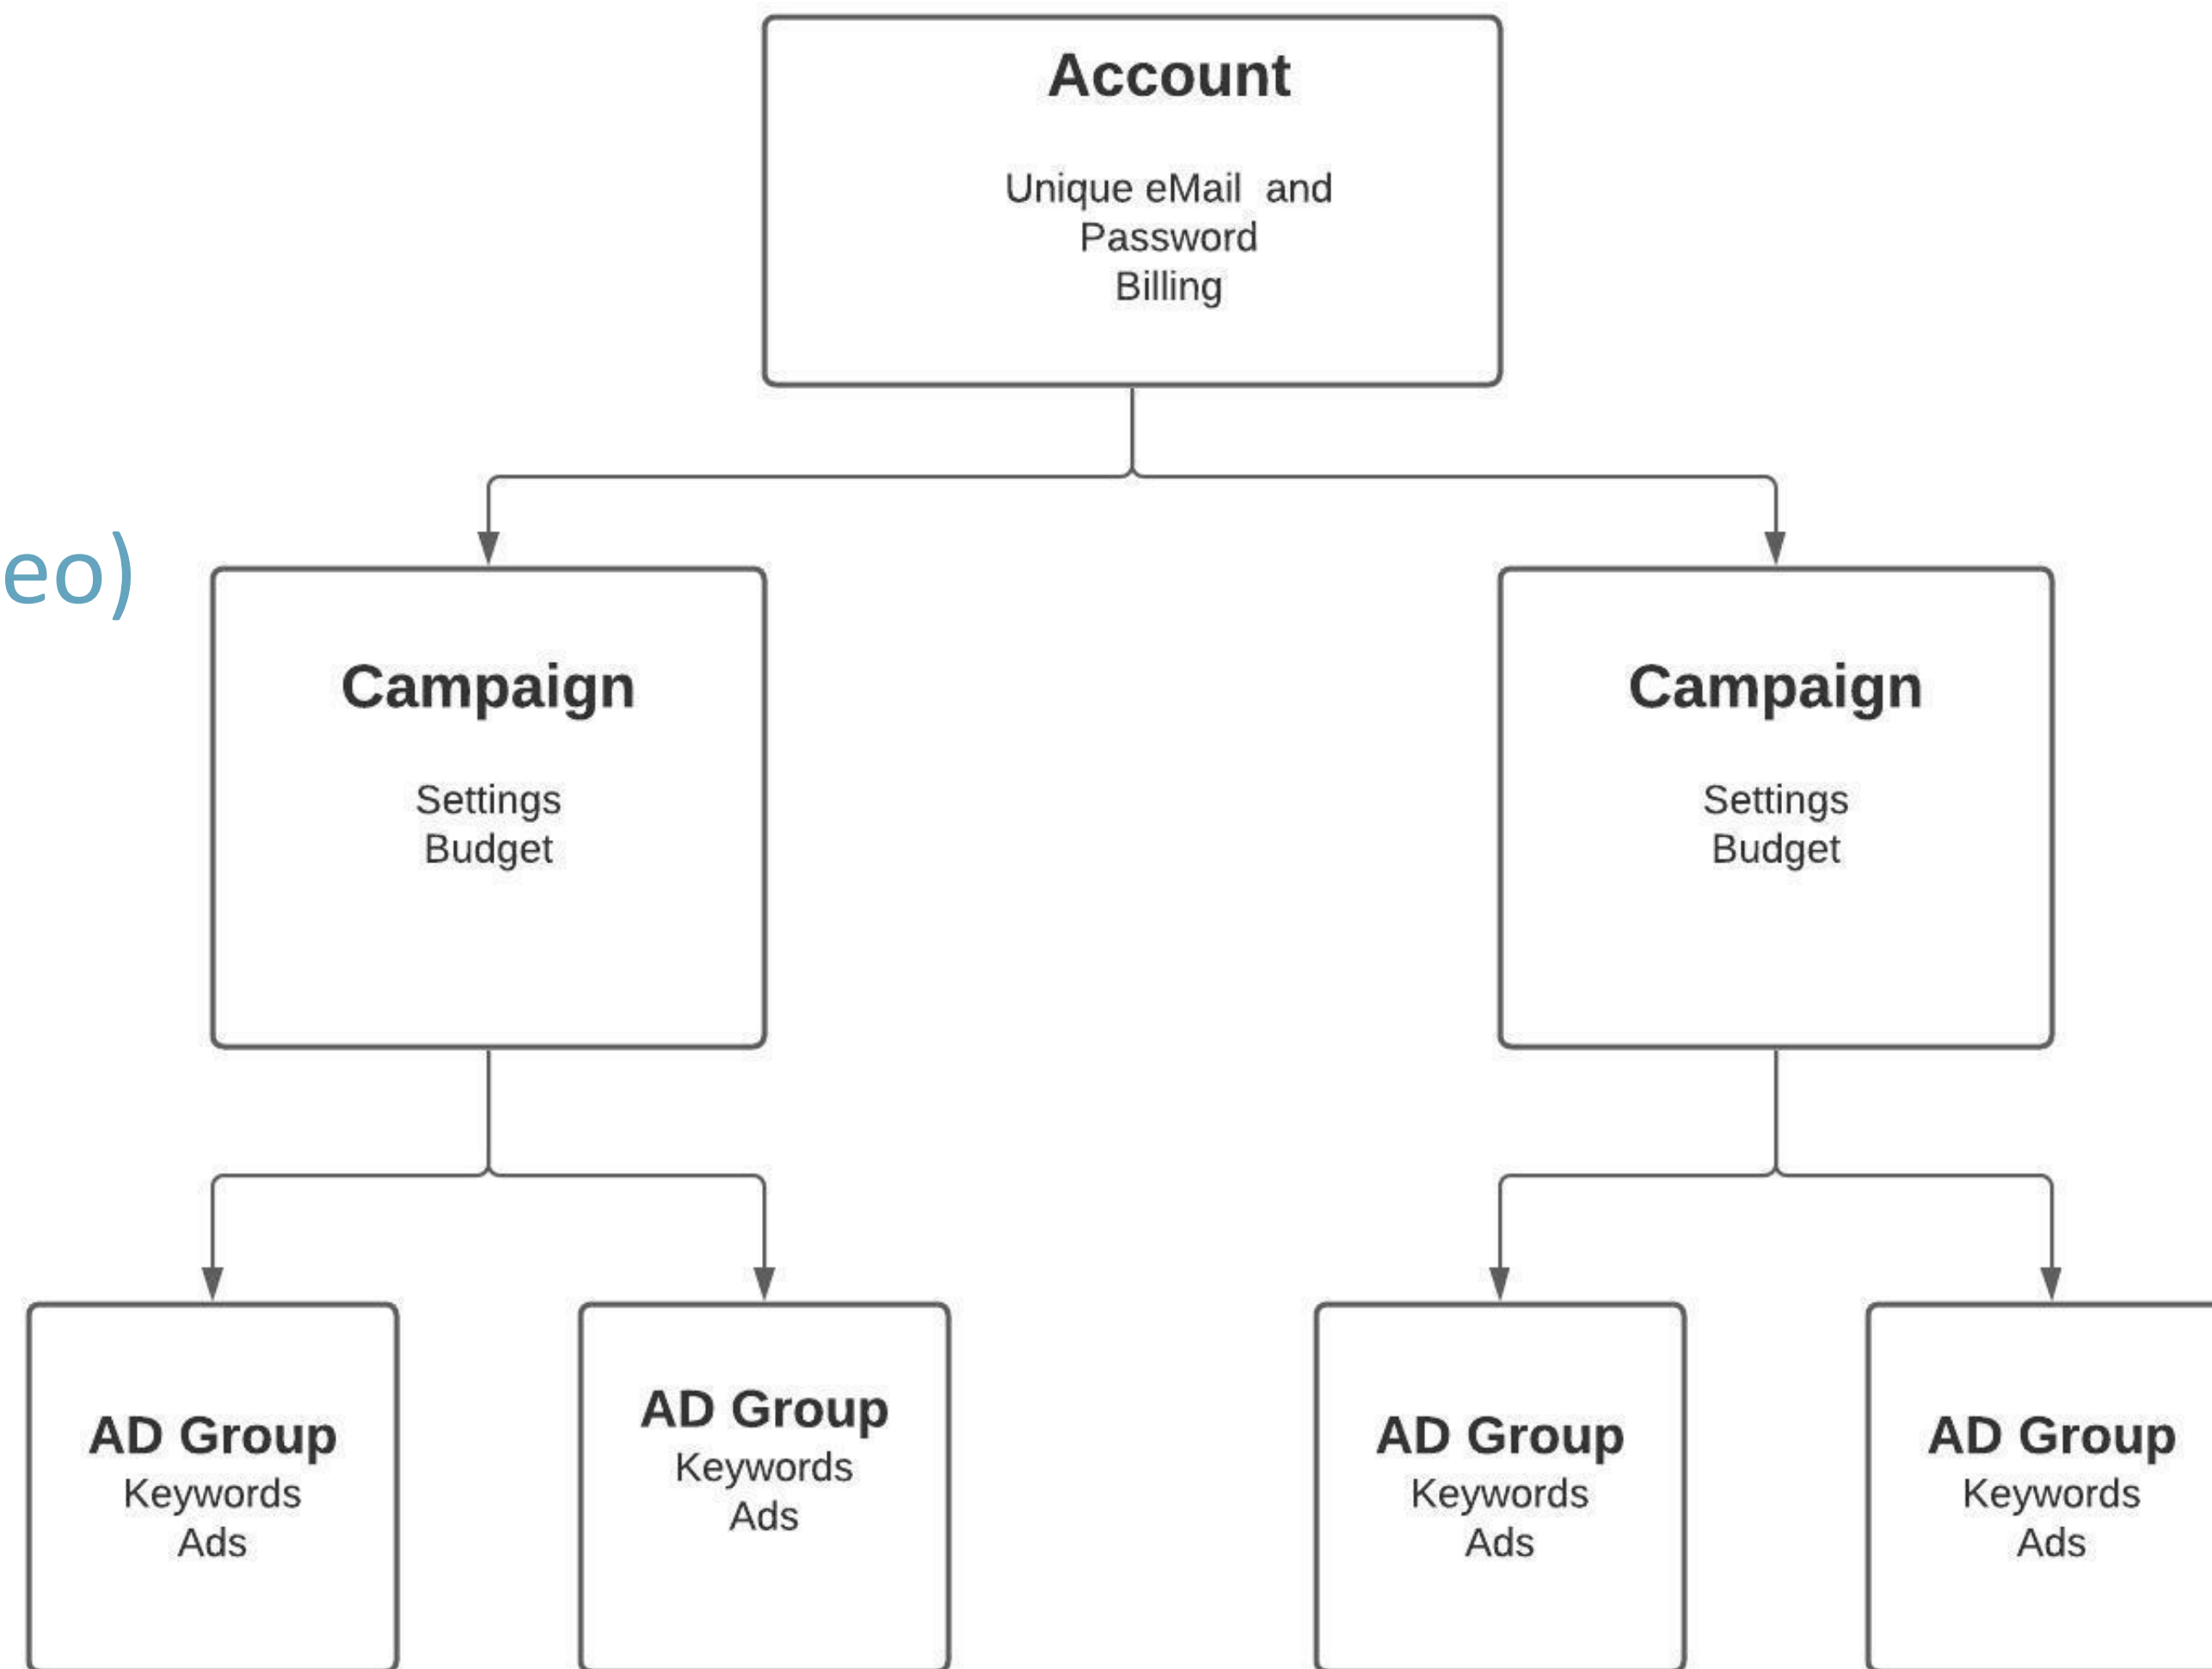 Account
Unique eMail  and
Password
Billing
eo)
Campaign
Settings
Budget
Campaign
Settings
Budget
AD Group
Keywords
Ads
AD Group
Keywords
Ads
AD Group
Keywords
Ads
AD Group
Keywords
Ads